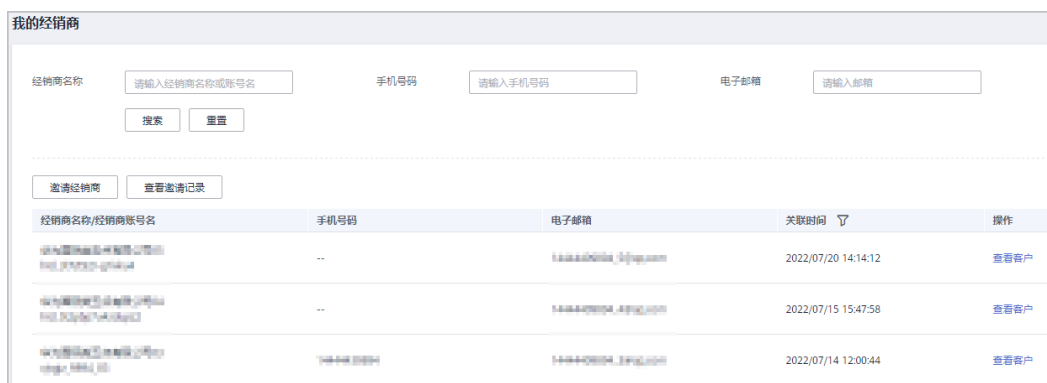 我的经销商
经销商名称 请输入经销商名称或账号名 手机号码 请输入手机号码 电子邮箱 请输入邮箱
搜索 重置
邀请经销商 查看邀请记录
经销商名称/经销商账号名 手机号码 电子邮箱 关联时间 操作
-- 2022/07/20 14:14:12 查看客户
-- 2022/07/15 15:47:58 查看客户
2022/07/14 12:00:44 查看客户